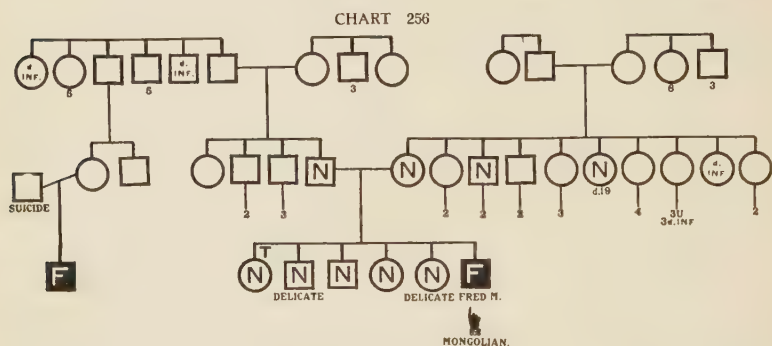 CHART 256
d INF. d. INF.
6 5 3 6 3
N N N N
d.19 d. INF
SUICIDE 2 3 2 2 2 3 4 3U 2
3d.INF
F N T N N N N F
DELICATE DELICATE FRED M.
MONGOLIAN.